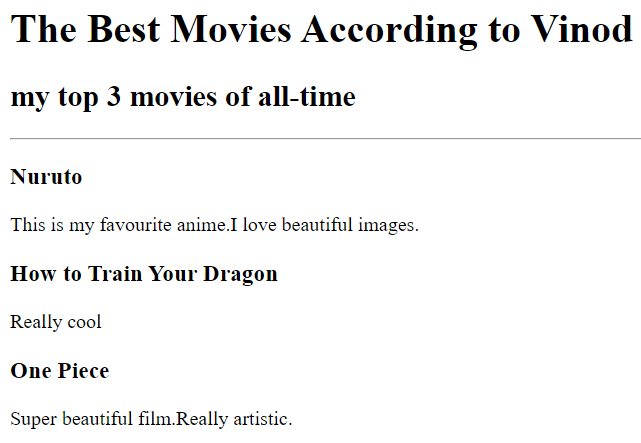 The Best Movies According to Vinod
my top 3 movies of all-time
Nuruto
This is my favourite anime.I love beautiful images.
How to Train Your Dragon
Really cool
One Piece
Super beautiful film.Really artistic.